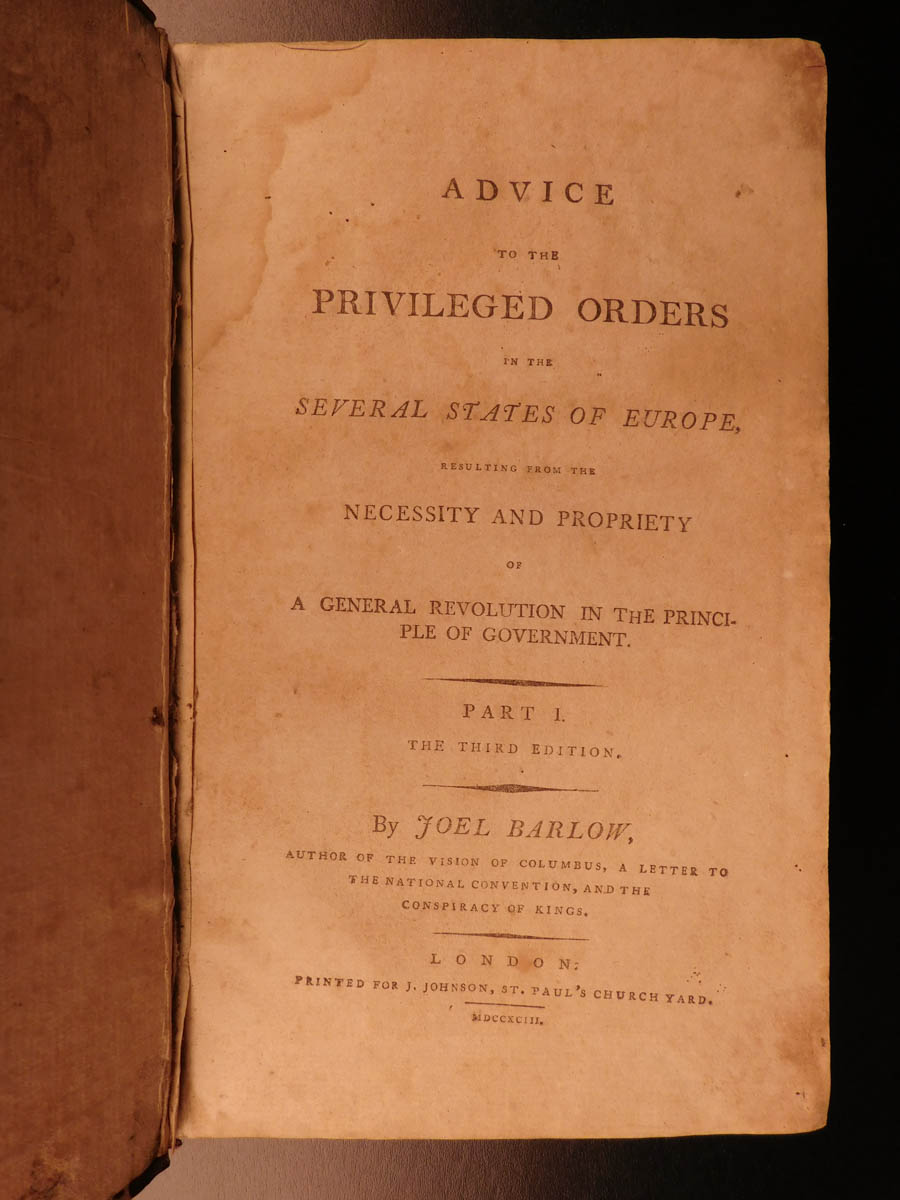 ADVICE
TO THE
PRIVILEGED ORDERS
IN THE
SEVERAL STATES OF EUROPE,
RESULTING FROM THE
NECESSITY AND PROPRIETY
OF
A GENERAL REVOLUTION IN THE PRINCI-
PLE OF GOVERNMENT.
PART I.
THE THIRD EDITION.
By JOEL BARLOW,
AUTHOR OF THE VISION OF COLUMBUS, A LETTER TO
THE NATIONAL CONVENTION, AND THE
CONSPIRACY OF KINGS.
LONDON:
PRINTED FOR J. JOHNSON, ST. PAUL'S CHURCH YARD.
MDCCXCIII.